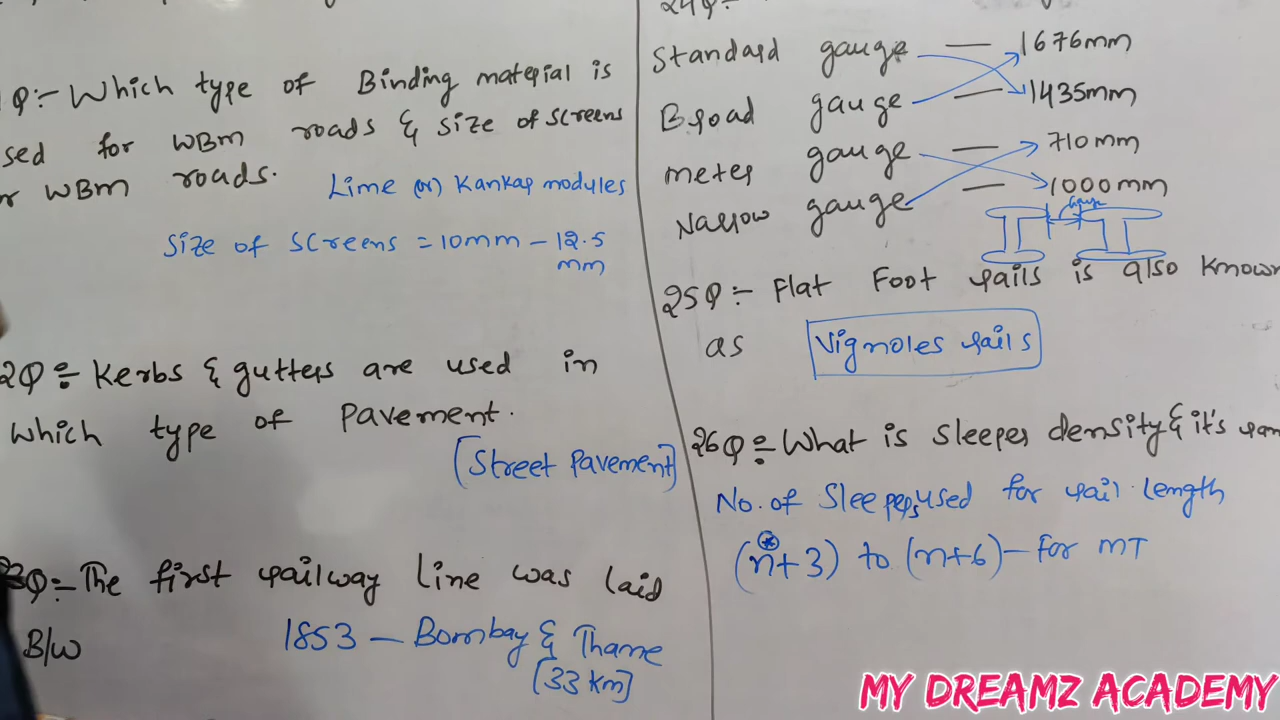 Q:- Which type of Binding material is
sed for WBM roads & size of screens
r WBM roads.
Lime (or) Kankar modules
Size of screens = 10mm - 12.5
mm
2Q:- Kerbs & gutters are used in
which type of Pavement.
[Street Pavement]
Q:- The first railway line was laid
B/w
1853 - Bombay & Thane
[33 km]
24Q:-
Standard gauge — 1676mm
Broad gauge — 1435mm
meter gauge — 710mm
Narrow gauge — 1000mm
Gauge
25Q:- Flat Foot rails is also known
as Vignoles rails
26Q:- What is sleeper density & it's
No. of Sleepers used for rail length
(n+3) to (n+6) - for MT
MY DREAMZ ACADEMY